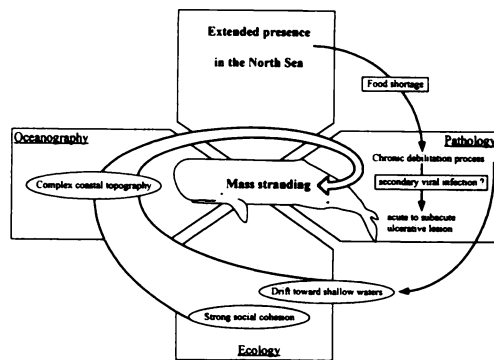 Extended presence
in the North Sea
Food shortages
Oceanography
Pathology
Chronic debilitation process
Complex coastal topography
Mass stranding
secondary viral infection ?
acute to subacute
ulcerative lesion
Drift toward shallow waters
Strong social cohesion
Ecology